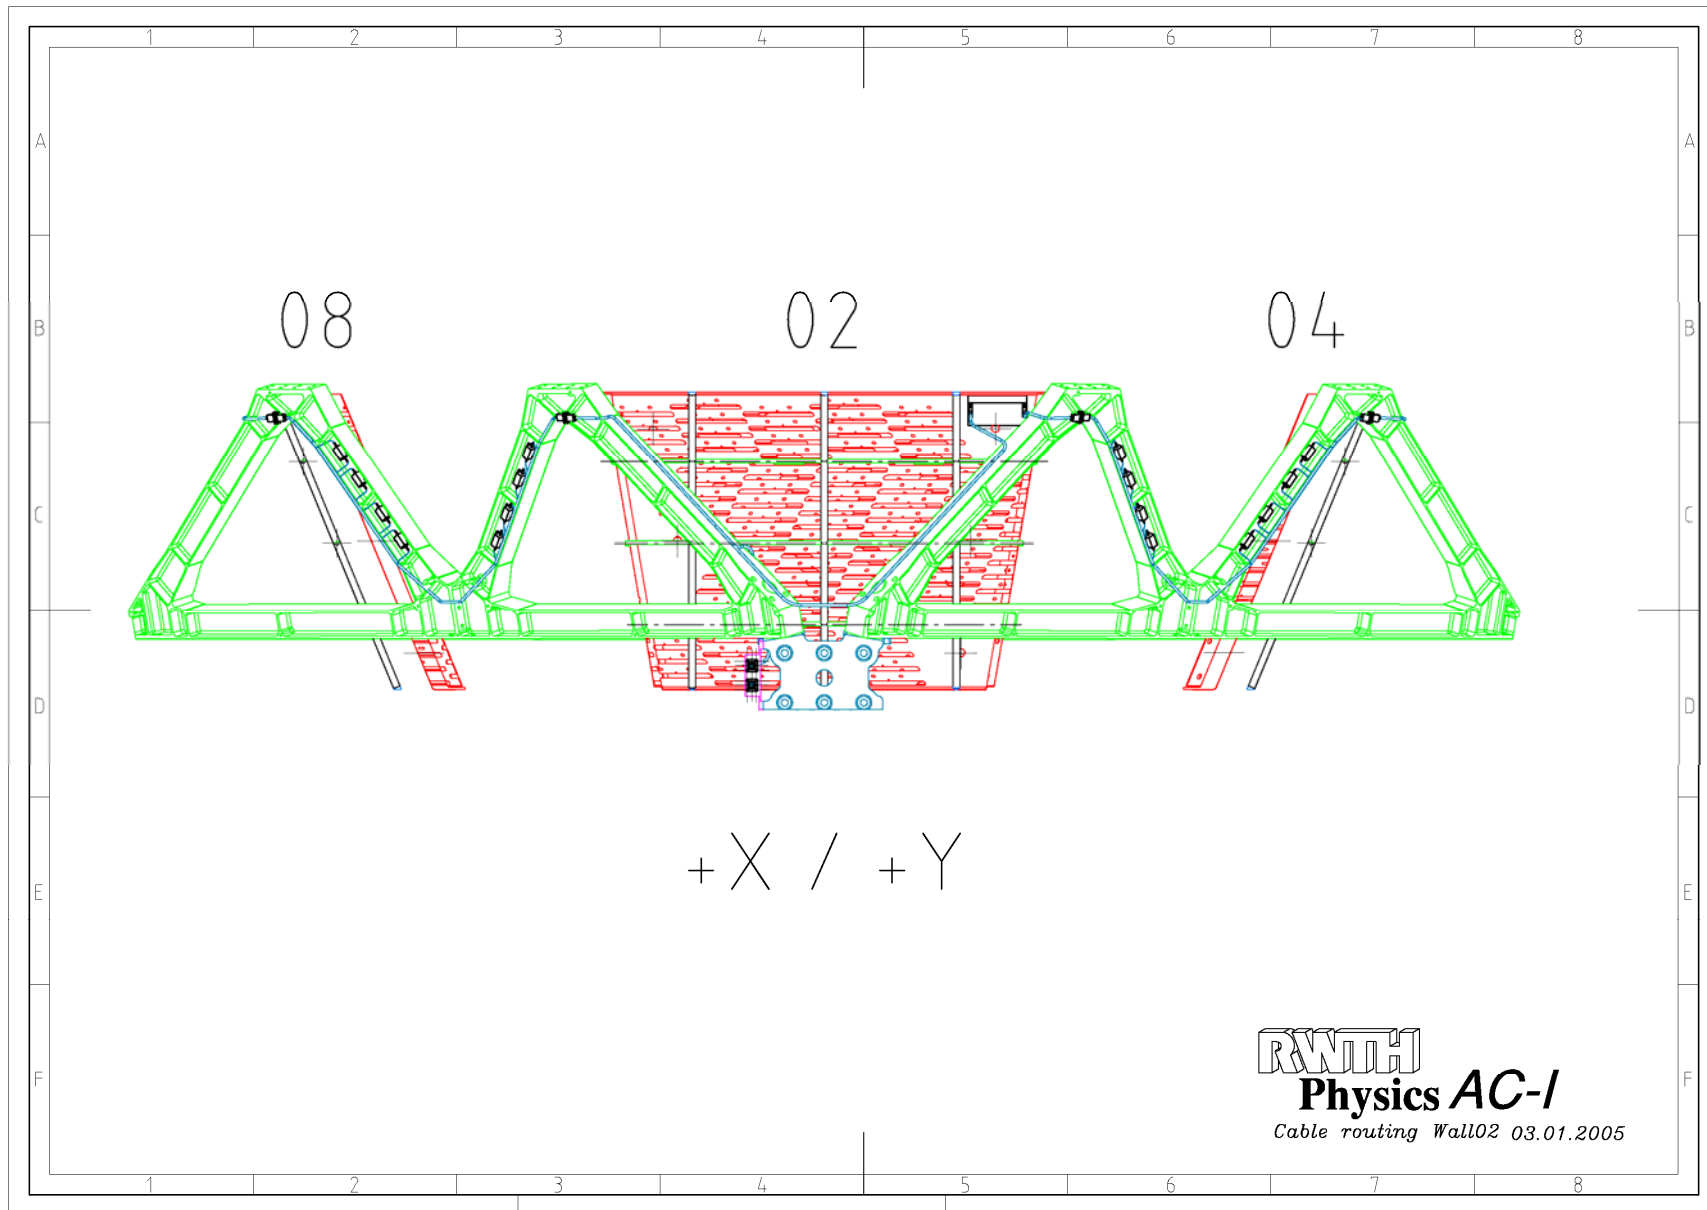 1 2 3 4 5 6 7 8
A A
08 02 04
B B
C C
D D
+X / +Y
E E
RWTH
F F
Physics AC-I
Cable routing Wall02 03.01.2005
1 2 3 4 5 6 7 8